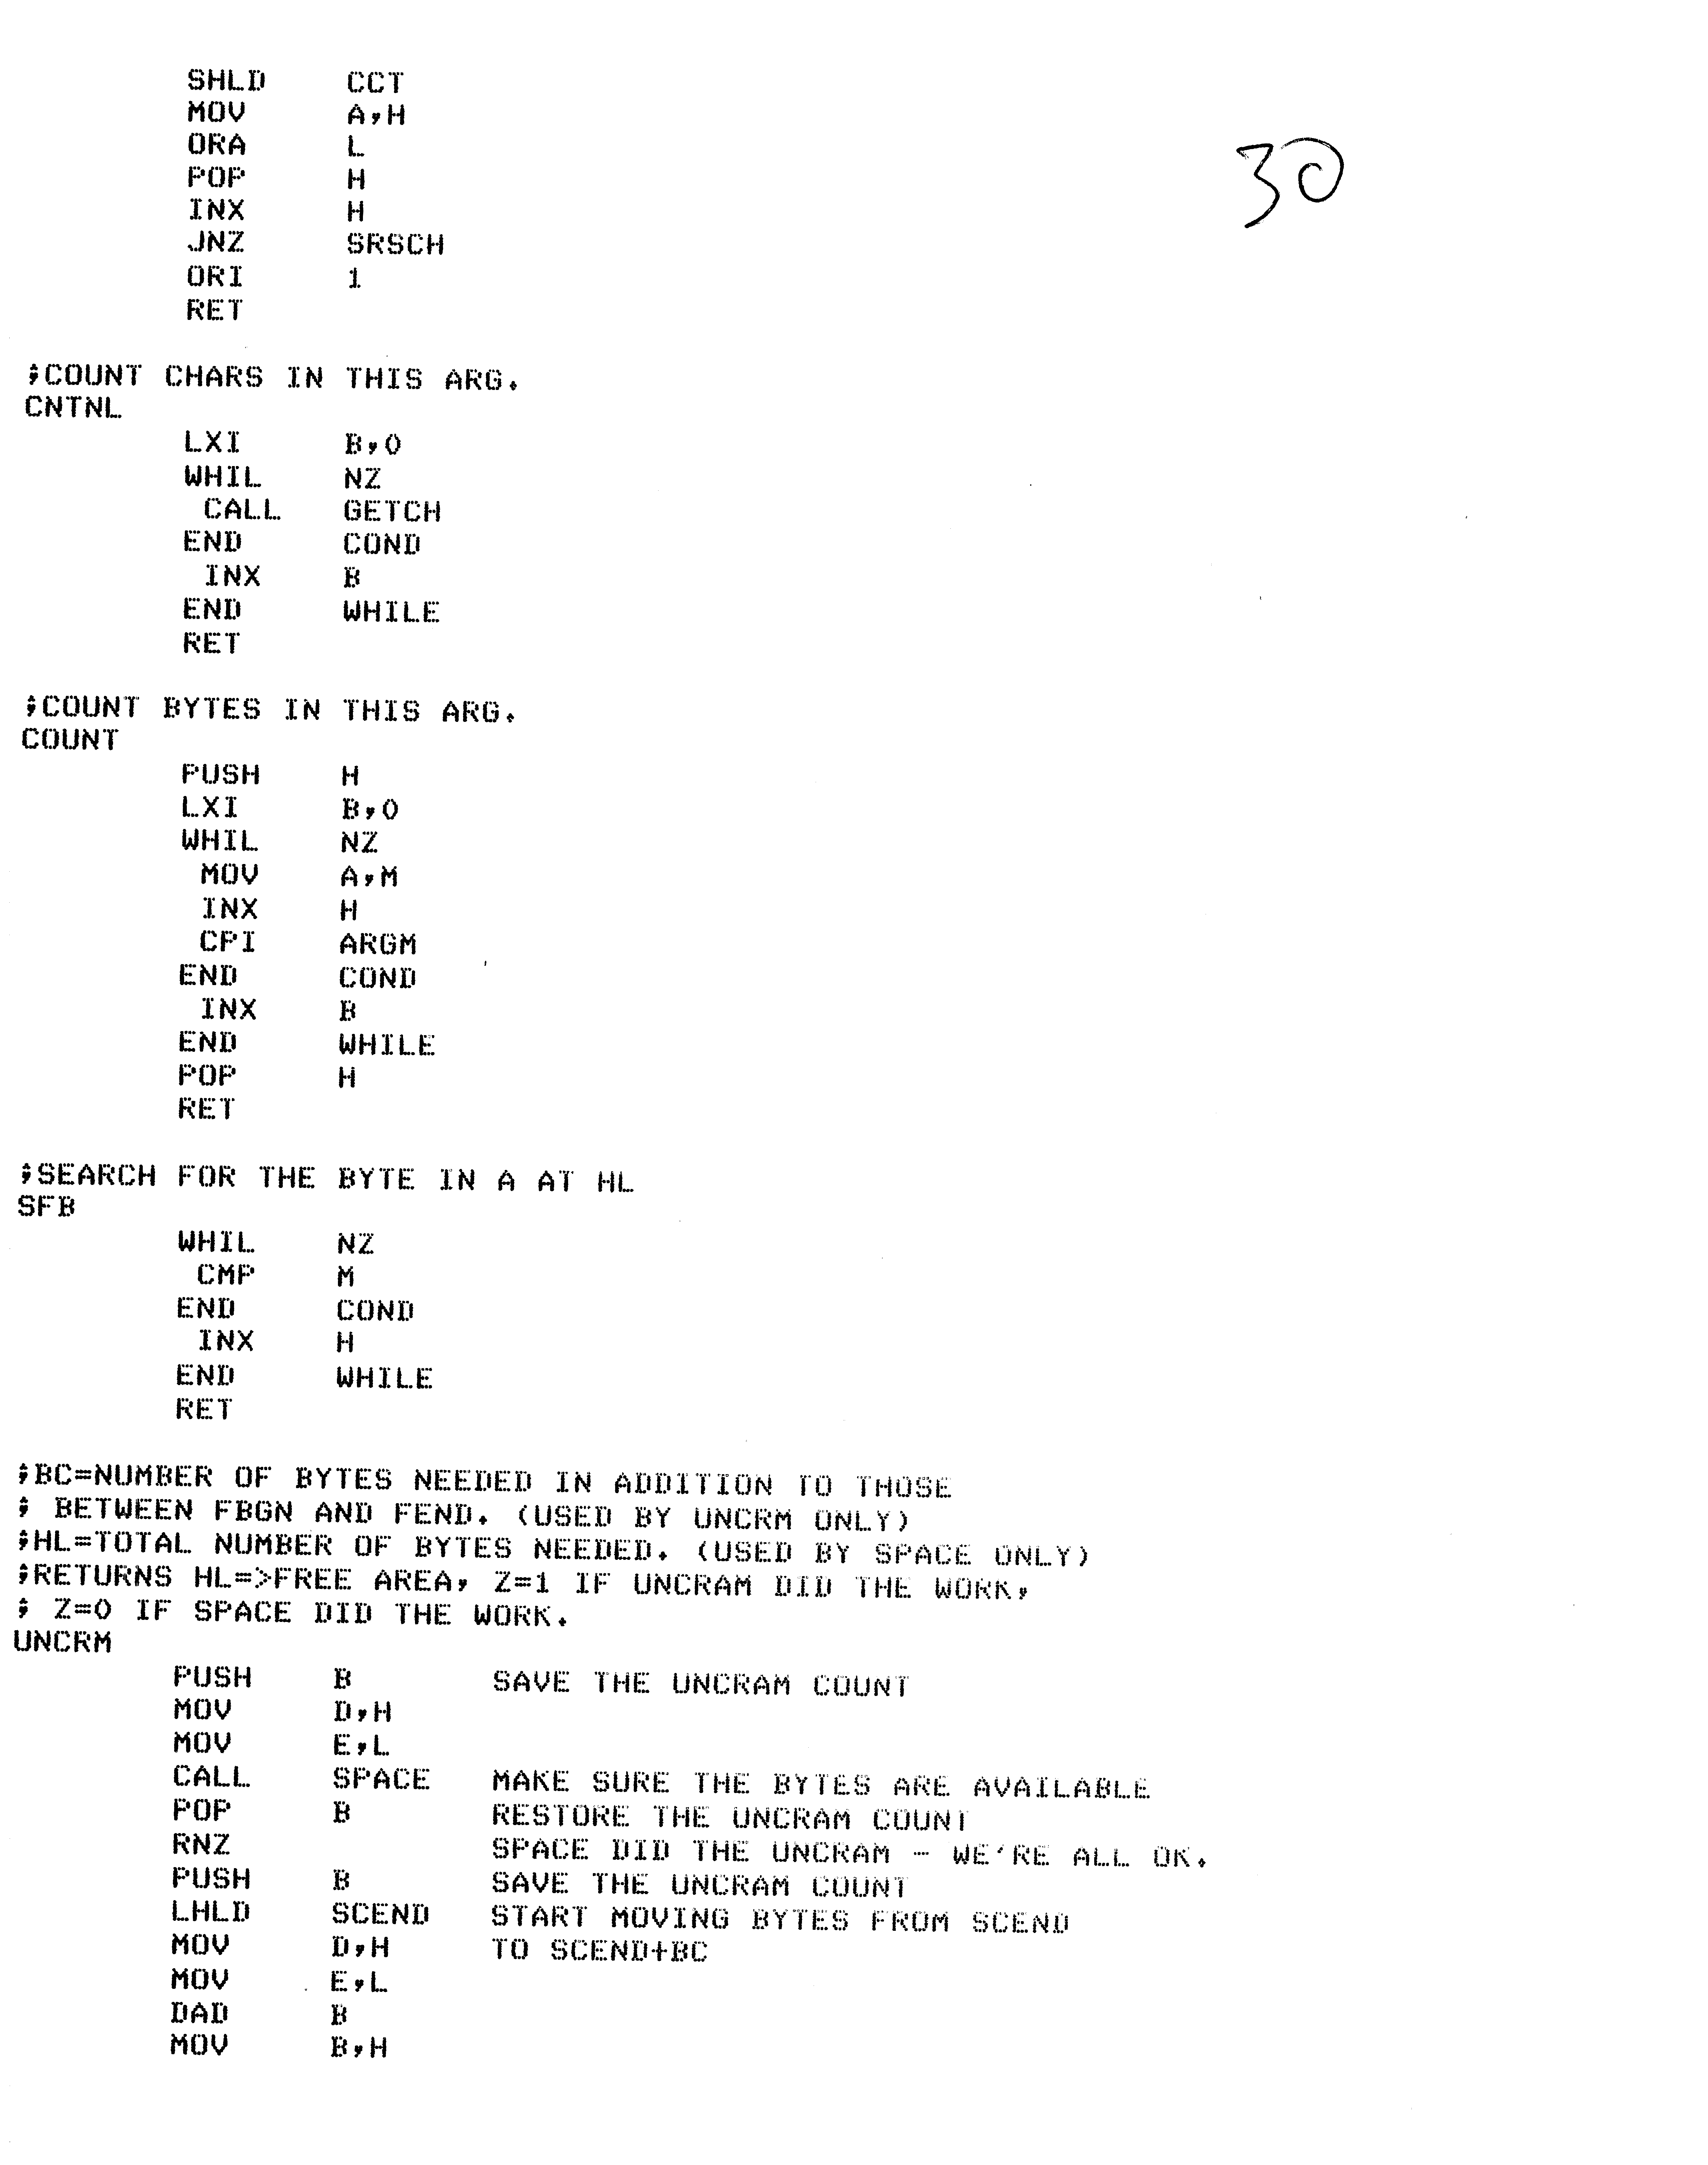 SHLD    CCT
        MOV     A,H
        ORA     L
30
        POP     H
        INX     H
        JNZ     SRSCH
        ORI     1
        RET

;COUNT CHARS IN THIS ARG.
CNTNL
        LXI     B,0
        WHIL    NZ
         CALL   GETCH
        END     COND
         INX    B
        END     WHILE
        RET

;COUNT BYTES IN THIS ARG.
COUNT
        PUSH    H
        LXI     B,0
        WHIL    NZ
         MOV    A,M
         INX    H
         CPI    ARGM
        END     COND
         INX    B
        END     WHILE
        POP     H
        RET

;SEARCH FOR THE BYTE IN A AT HL
SFB
        WHIL    NZ
         CMP    M
        END     COND
         INX    H
        END     WHILE
        RET

;BC=NUMBER OF BYTES NEEDED IN ADDITION TO THOSE
; BETWEEN FBGN AND FEND. (USED BY UNCRM ONLY)
;HL=TOTAL NUMBER OF BYTES NEEDED. (USED BY SPACE ONLY)
;RETURNS HL=>FREE AREA, Z=1 IF UNCRAM DID THE WORK,
; Z=0 IF SPACE DID THE WORK.
UNCRM
        PUSH    B       SAVE THE UNCRAM COUNT
        MOV     D,H
        MOV     E,L
        CALL    SPACE   MAKE SURE THE BYTES ARE AVAILABLE
        POP     B       RESTORE THE UNCRAM COUNT
        RNZ             SPACE DID THE UNCRAM - WE'RE ALL OK.
        PUSH    B       SAVE THE UNCRAM COUNT
        LHLD    SCEND   START MOVING BYTES FROM SCEND
        MOV     D,H     TO SCEND+BC
        MOV     E,L
        DAD     B
        MOV     B,H